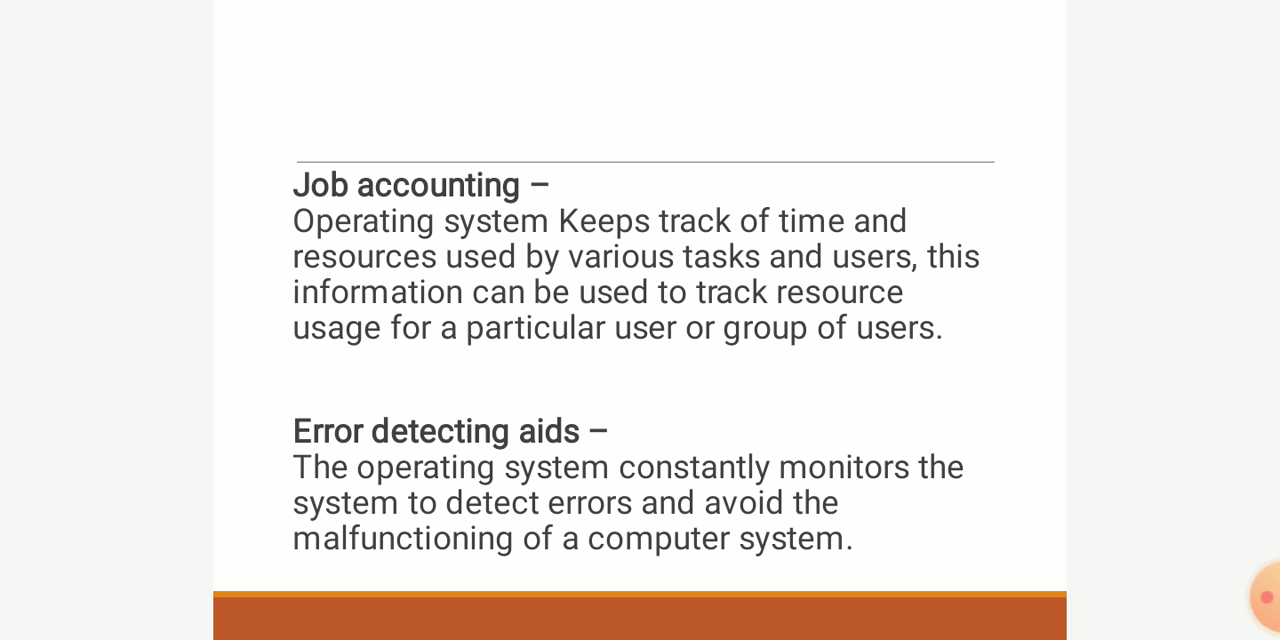 Job accounting –
Operating system Keeps track of time and
resources used by various tasks and users, this
information can be used to track resource
usage for a particular user or group of users.
Error detecting aids –
The operating system constantly monitors the
system to detect errors and avoid the
malfunctioning of a computer system.